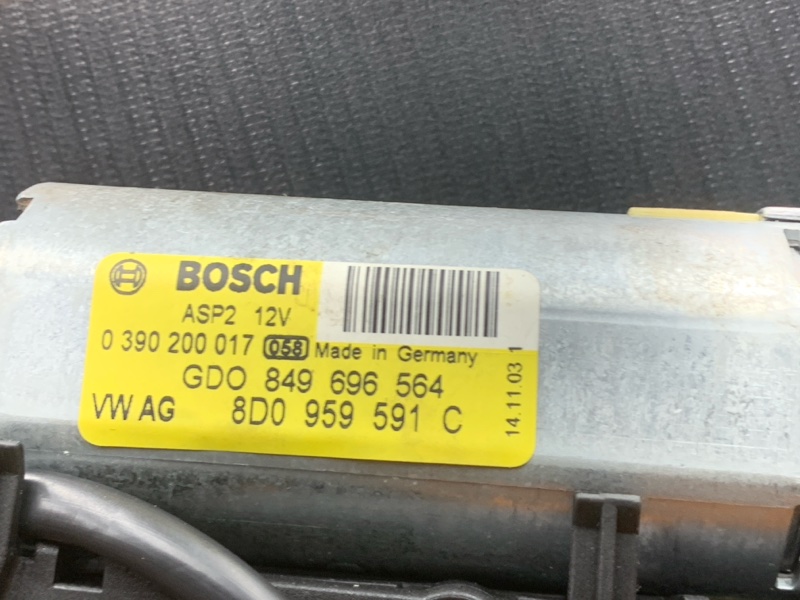 BOSCH
ASP2 12V
0 390 200 017 058 Made in Germany
GDO 849 696 564
VW AG 8D0 959 591 C
14.11.03 1